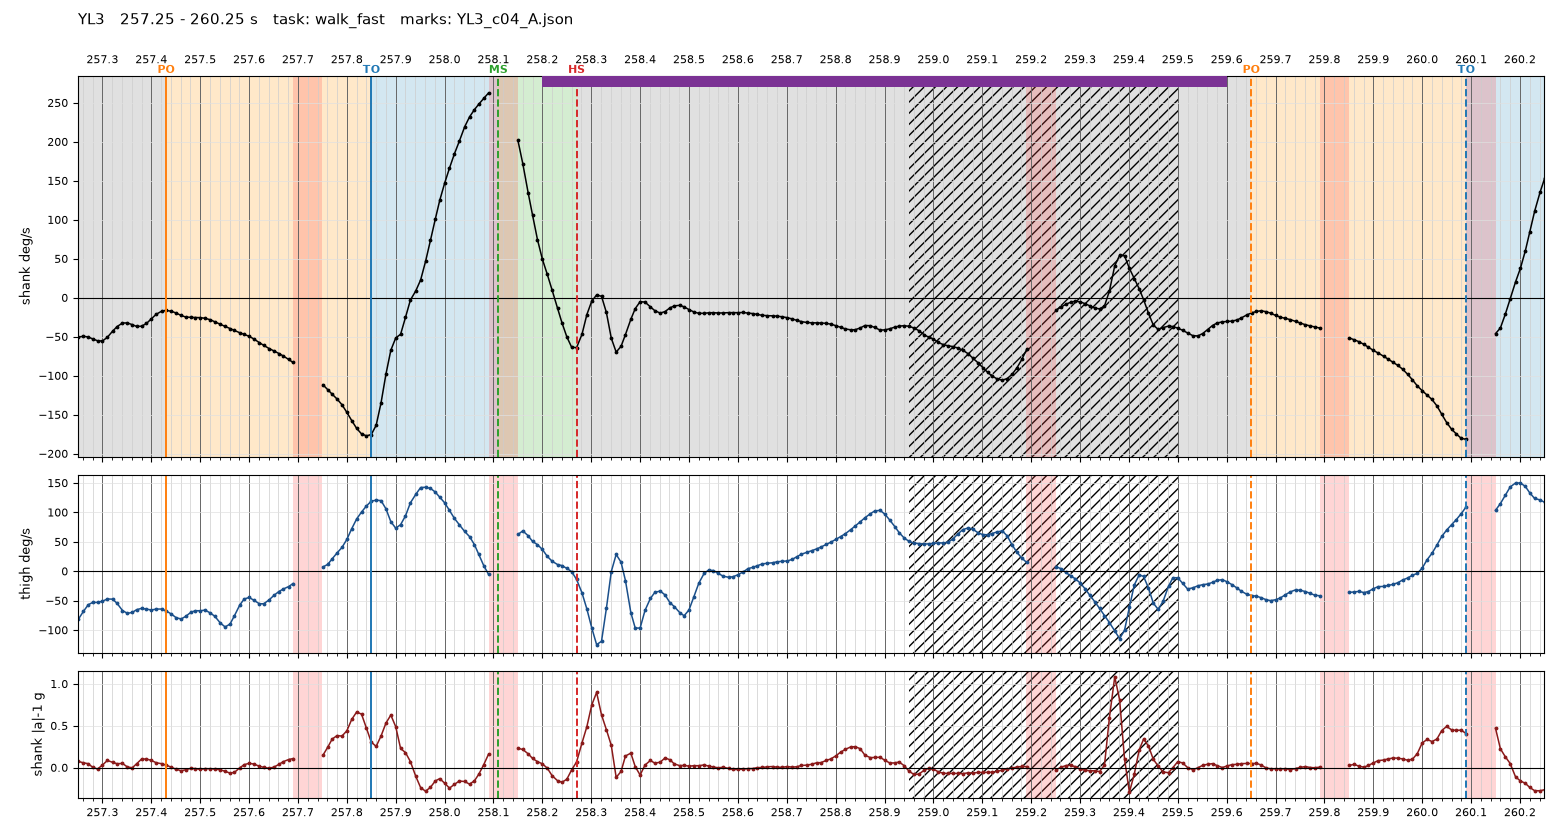 YL3   257.25 - 260.25 s   task: walk_fast   marks: YL3_c04_A.json
257.3 257.4 257.5 257.6 257.7 257.8 257.9 258.0 258.1 258.2 258.3 258.4 258.5 258.6 258.7 258.8 258.9 259.0 259.1 259.2 259.3 259.4 259.5 259.6 259.7 259.8 259.9 260.0 260.1 260.2
PO TO MS HS PO TO
shank deg/s
250
200
150
100
50
0
−50
−100
−150
−200
thigh deg/s
150
100
50
0
−50
−100
shank |a|-1 g
1.0
0.5
0.0
257.3 257.4 257.5 257.6 257.7 257.8 257.9 258.0 258.1 258.2 258.3 258.4 258.5 258.6 258.7 258.8 258.9 259.0 259.1 259.2 259.3 259.4 259.5 259.6 259.7 259.8 259.9 260.0 260.1 260.2